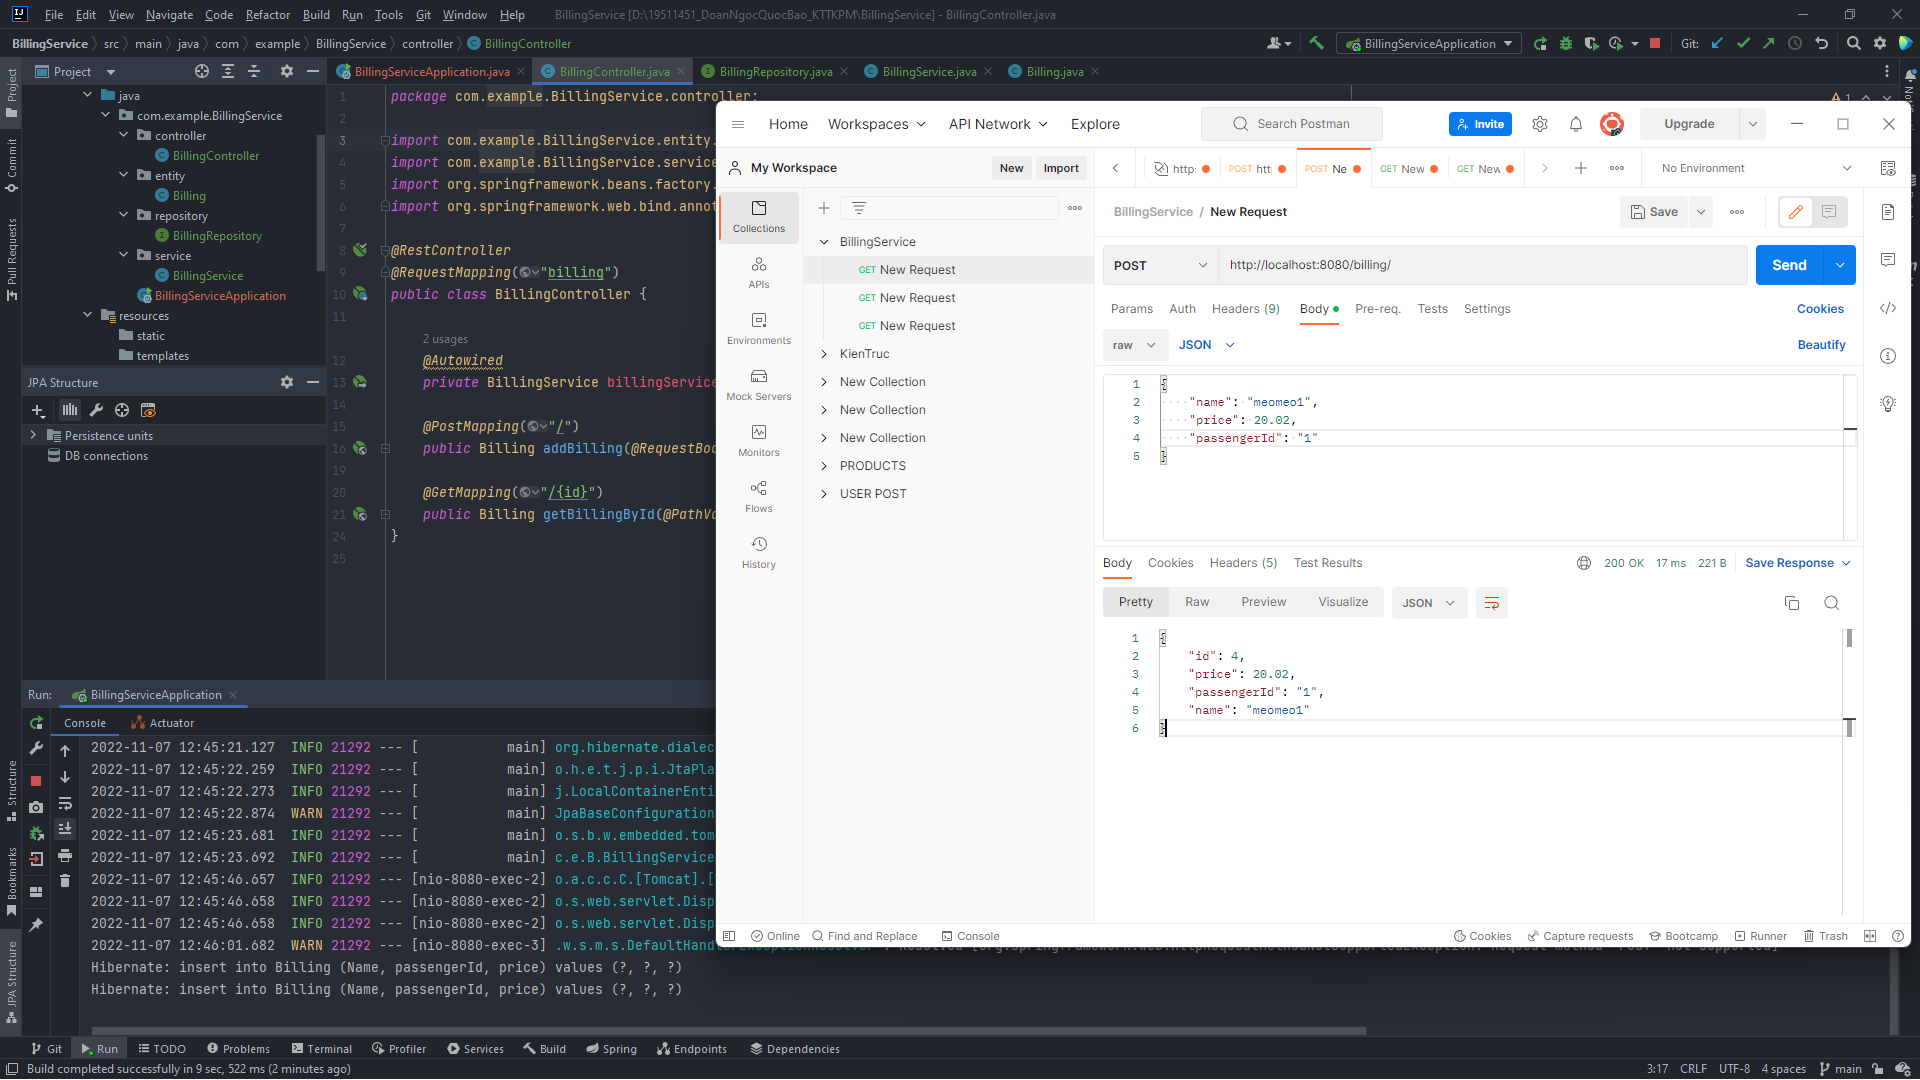 File Edit View Navigate Code Refactor Build Run Tools Git Window Help BillingService [D:\19511451_DoanNgocQuocBao_KTTKPM\BillingService] - BillingController.java
BillingService src main java com example BillingService controller BillingController
BillingServiceApplication Git:
Project
BillingServiceApplication.java BillingController.java BillingRepository.java BillingService.java Billing.java
java
com.example.BillingService
controller
BillingController
entity
Billing
repository
BillingRepository
service
BillingService
BillingServiceApplication
resources
static
templates
JPA Structure
Persistence units
DB connections
Project
Commit
Pull Requests
Structure
Bookmarks
JPA Structure
1 package com.example.BillingService.controller;
2
3 import com.example.BillingService.entity.
4 import com.example.BillingService.service
5 import org.springframework.beans.factory.
6 import org.springframework.web.bind.annot
7
8 @RestController
9 @RequestMapping("billing")
10 public class BillingController {
11
2 usages
12 @Autowired
13 private BillingService billingService
14
15 @PostMapping("/")
16 public Billing addBilling(@RequestBod
19
20 @GetMapping("/{id}")
21 public Billing getBillingById(@PathVa
24 }
25
1
Home Workspaces API Network Explore Search Postman Invite Upgrade
My Workspace New Import
http: POST htt POST Ne GET New GET New No Environment
Collections
APIs
Environments
Mock Servers
Monitors
Flows
History
BillingService
GET New Request
GET New Request
GET New Request
KienTruc
New Collection
New Collection
New Collection
PRODUCTS
USER POST
BillingService / New Request Save
POST http://localhost:8080/billing/ Send
Params Auth Headers (9) Body Pre-req. Tests Settings Cookies
raw JSON Beautify
1 {
2 "name": "meomeo1",
3 "price": 20.02,
4 "passengerId": "1"
5 }
Body Cookies Headers (5) Test Results 200 OK 17 ms 221 B Save Response
Pretty Raw Preview Visualize JSON
1 {
2 "id": 4,
3 "price": 20.02,
4 "passengerId": "1",
5 "name": "meomeo1"
6 }
Online Find and Replace Console Cookies Capture requests Bootcamp Runner Trash
Run: BillingServiceApplication
Console Actuator
2022-11-07 12:45:21.127 INFO 21292 --- [ main] org.hibernate.dialec
2022-11-07 12:45:22.259 INFO 21292 --- [ main] o.h.e.t.j.p.i.JtaPla
2022-11-07 12:45:22.273 INFO 21292 --- [ main] j.LocalContainerEnti
2022-11-07 12:45:22.874 WARN 21292 --- [ main] JpaBaseConfiguration
2022-11-07 12:45:23.681 INFO 21292 --- [ main] o.s.b.w.embedded.tom
2022-11-07 12:45:23.692 INFO 21292 --- [ main] c.e.B.BillingService
2022-11-07 12:45:46.657 INFO 21292 --- [nio-8080-exec-2] o.a.c.c.C.[Tomcat].[
2022-11-07 12:45:46.658 INFO 21292 --- [nio-8080-exec-2] o.s.web.servlet.Disp
2022-11-07 12:45:46.658 INFO 21292 --- [nio-8080-exec-2] o.s.web.servlet.Disp
2022-11-07 12:46:01.682 WARN 21292 --- [nio-8080-exec-3] .w.s.m.s.DefaultHandl
Hibernate: insert into Billing (Name, passengerId, price) values (?, ?, ?)
Hibernate: insert into Billing (Name, passengerId, price) values (?, ?, ?)
Git Run TODO Problems Terminal Profiler Services Build Spring Endpoints Dependencies
Build completed successfully in 9 sec, 522 ms (2 minutes ago) 3:17 CRLF UTF-8 4 spaces main